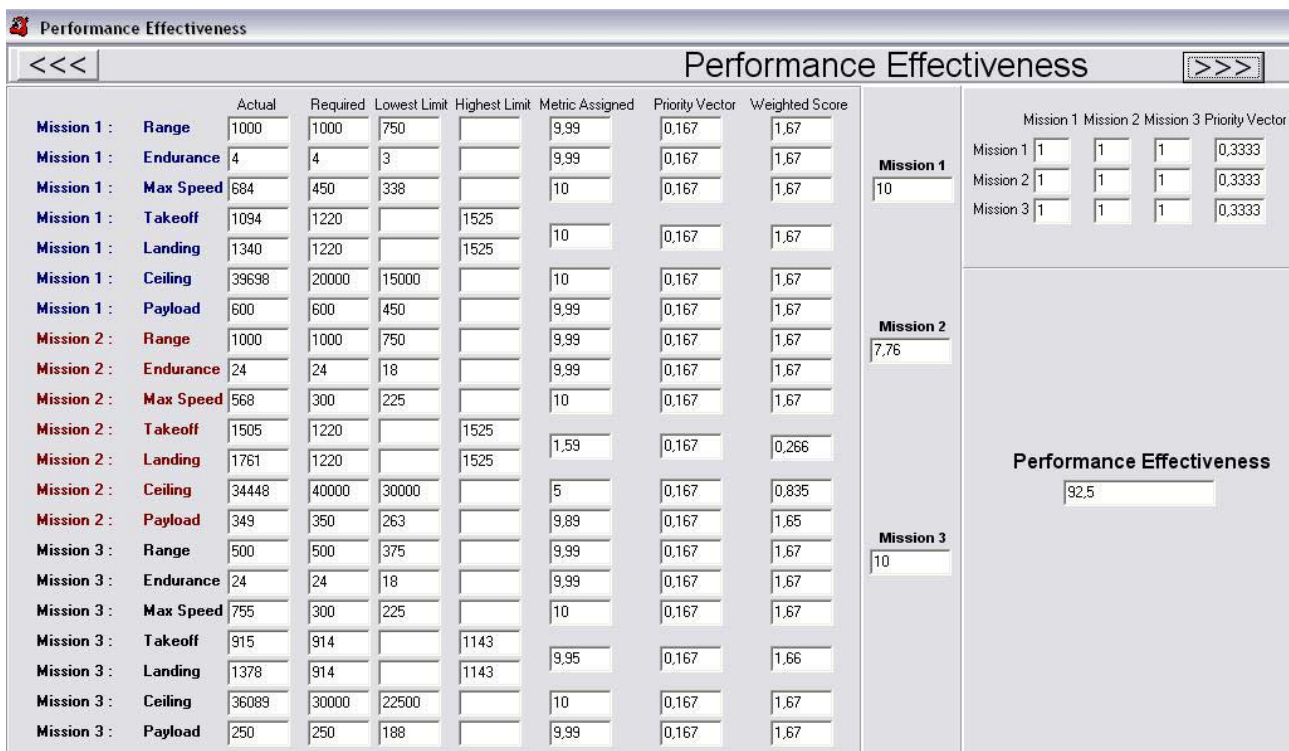 Performance Effectiveness
<<< Performance Effectiveness >>>
Actual Required Lowest Limit Highest Limit Metric Assigned Priority Vector Weighted Score
Mission 1 : Range 1000 1000 750 9,99 0,167 1,67
Mission 1 : Endurance 4 4 3 9,99 0,167 1,67
Mission 1 : Max Speed 684 450 338 10 0,167 1,67
Mission 1 : Takeoff 1094 1220 1525
10 0,167 1,67
Mission 1 : Landing 1340 1220 1525
Mission 1 : Ceiling 39698 20000 15000 10 0,167 1,67
Mission 1 : Payload 600 600 450 9,99 0,167 1,67
Mission 2 : Range 1000 1000 750 9,99 0,167 1,67
Mission 2 : Endurance 24 24 18 9,99 0,167 1,67
Mission 2 : Max Speed 568 300 225 10 0,167 1,67
Mission 2 : Takeoff 1505 1220 1525
1,59 0,167 0,266
Mission 2 : Landing 1761 1220 1525
Mission 2 : Ceiling 34448 40000 30000 5 0,167 0,835
Mission 2 : Payload 349 350 263 9,89 0,167 1,65
Mission 3 : Range 500 500 375 9,99 0,167 1,67
Mission 3 : Endurance 24 24 18 9,99 0,167 1,67
Mission 3 : Max Speed 755 300 225 10 0,167 1,67
Mission 3 : Takeoff 915 914 1143
9,95 0,167 1,66
Mission 3 : Landing 1378 914 1143
Mission 3 : Ceiling 36089 30000 22500 10 0,167 1,67
Mission 3 : Payload 250 250 188 9,99 0,167 1,67
Mission 1
10
Mission 2
7,76
Mission 3
10
Mission 1 Mission 2 Mission 3 Priority Vector
Mission 1 1 1 1 0,3333
Mission 2 1 1 1 0,3333
Mission 3 1 1 1 0,3333
Performance Effectiveness
92,5